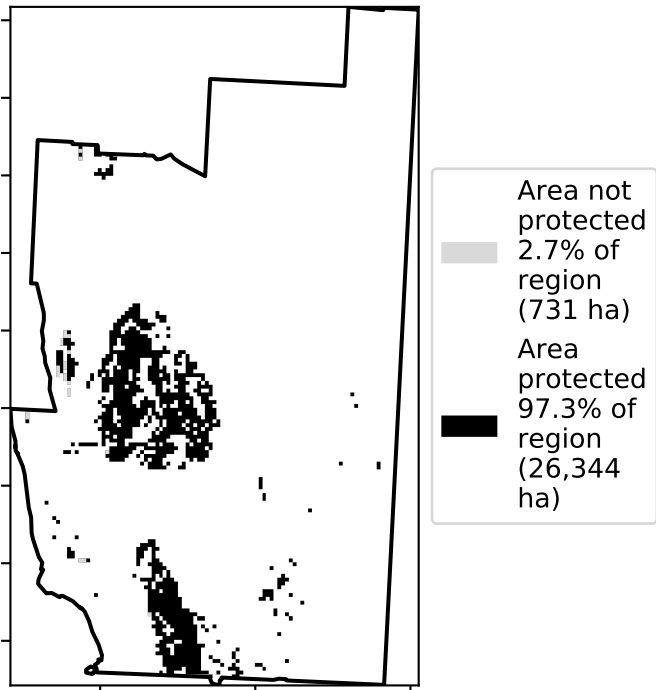 Area not
protected
2.7% of
region
(731 ha)
Area
protected
97.3% of
region
(26,344
ha)